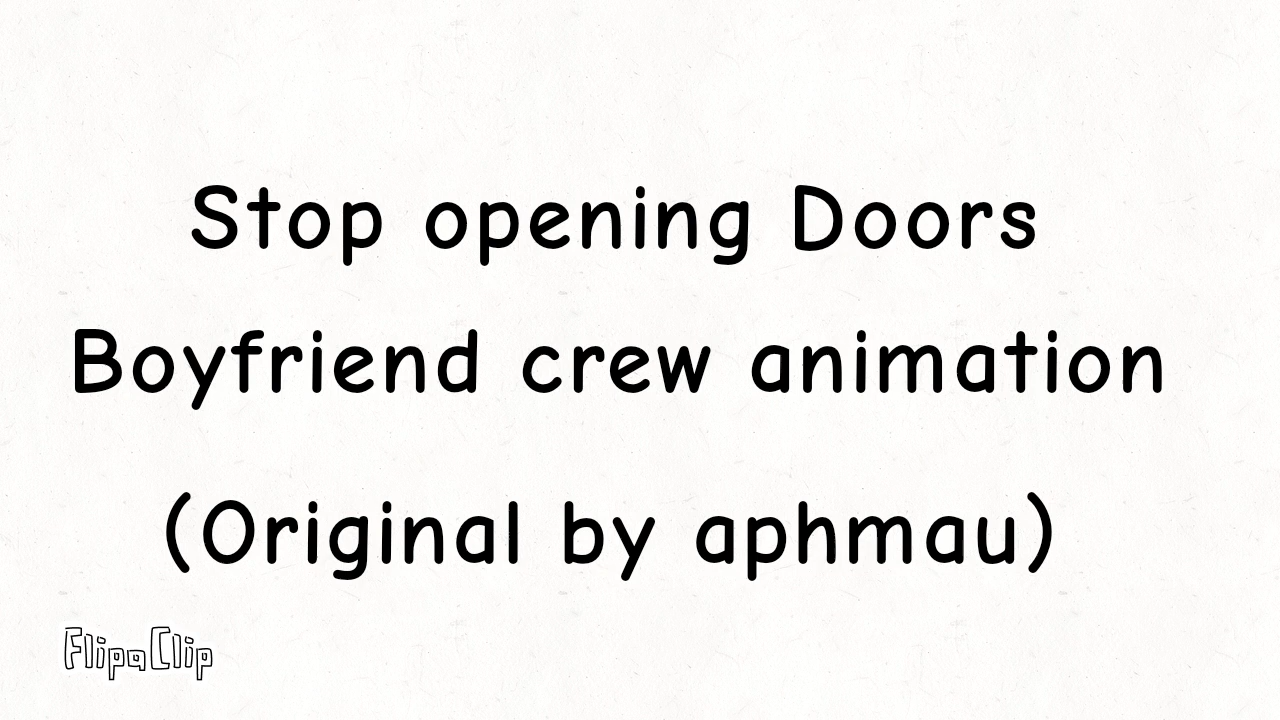 Stop opening Doors
Boyfriend crew animation
(Original by aphmau)
FlipaClip